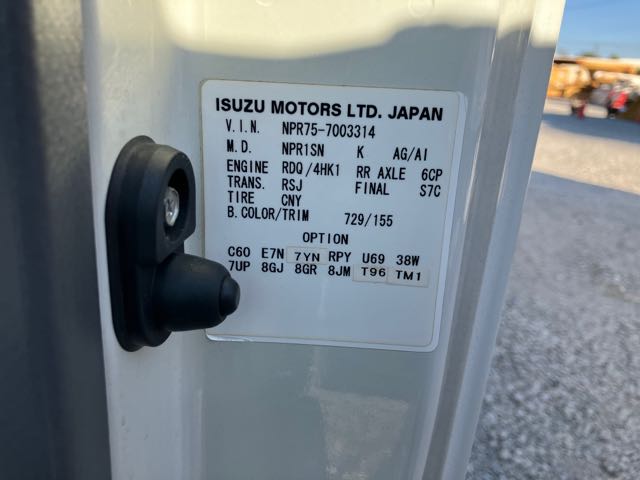 ISUZU MOTORS LTD. JAPAN
V.I.N. NPR75-7003314
M.D. NPR1SN K AG/AI
ENGINE RDQ/4HK1 RR AXLE 6CP
TRANS. RSJ FINAL S7C
TIRE CNY
B.COLOR/TRIM 729/155
OPTION
C60 E7N 7YN RPY U69 38W
7UP 8GJ 8GR 8JM T96 TM1